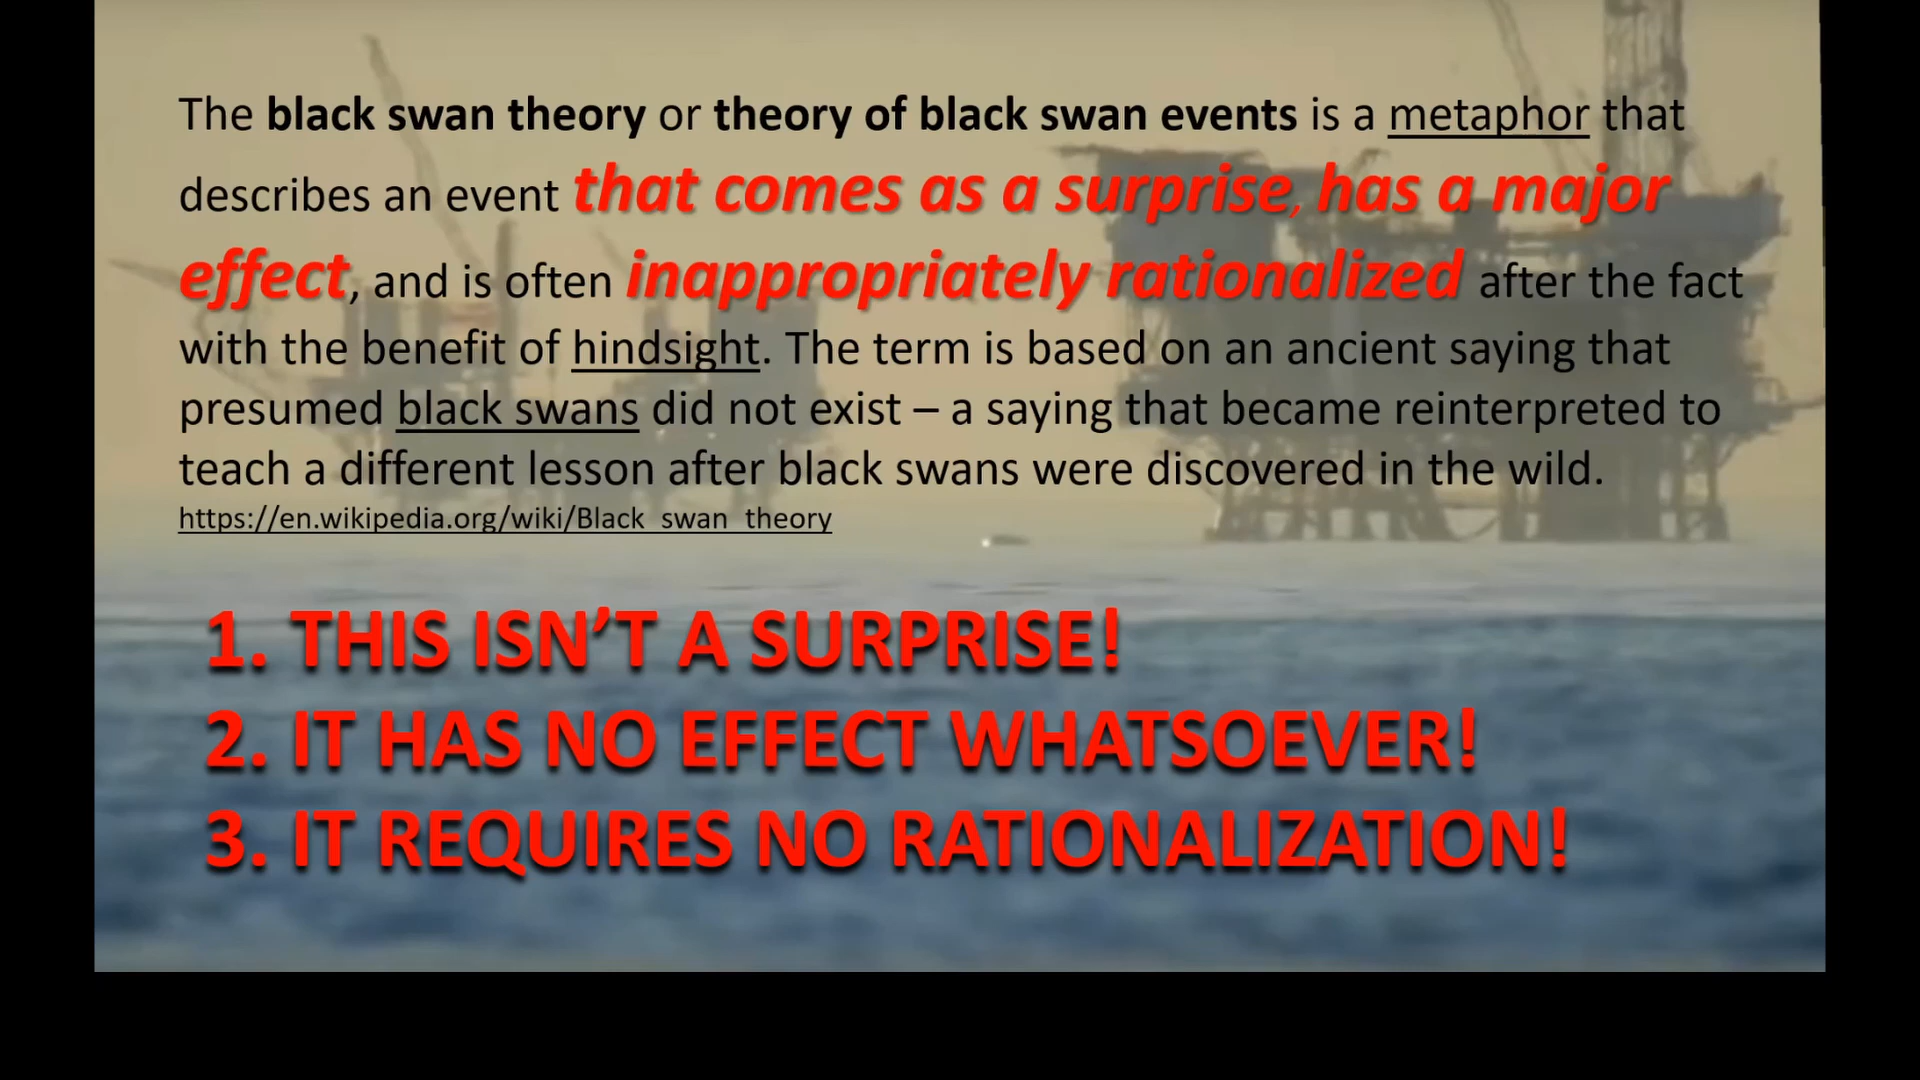 The black swan theory or theory of black swan events is a metaphor that
describes an event that comes as a surprise, has a major
effect, and is often inappropriately rationalized after the fact
with the benefit of hindsight. The term is based on an ancient saying that
presumed black swans did not exist – a saying that became reinterpreted to
teach a different lesson after black swans were discovered in the wild.
https://en.wikipedia.org/wiki/Black_swan_theory
1. THIS ISN’T A SURPRISE!
2. IT HAS NO EFFECT WHATSOEVER!
3. IT REQUIRES NO RATIONALIZATION!